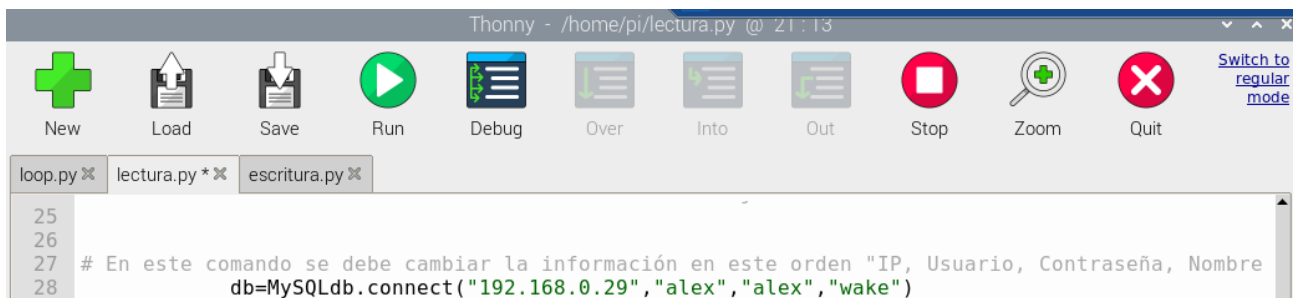 Thonny - /home/pi/lectura.py @ 21 : 13
New Load Save Run Debug Over Into Out Stop Zoom Quit
Switch to
regular
mode
loop.py lectura.py * escritura.py
25
26
27 # En este comando se debe cambiar la información en este orden "IP, Usuario, Contraseña, Nombre
28 db=MySQLdb.connect("192.168.0.29","alex","alex","wake")